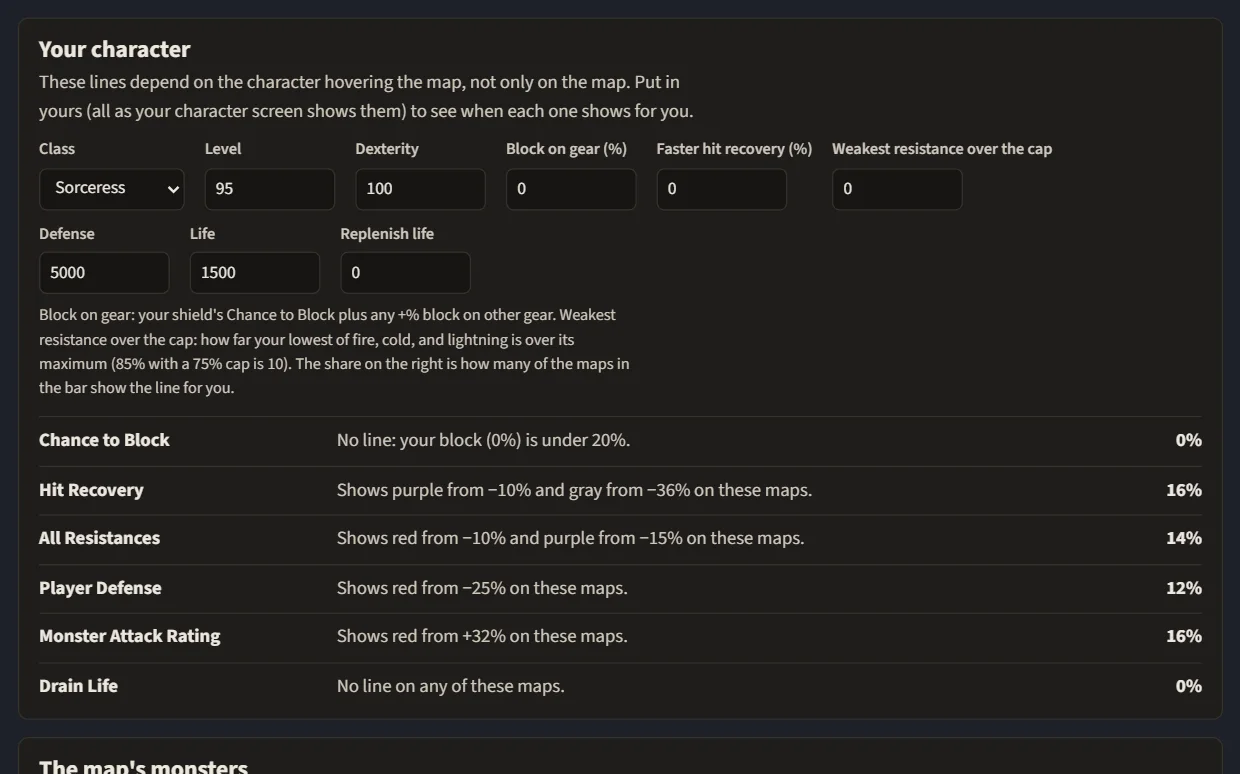 Your character
These lines depend on the character hovering the map, not only on the map. Put in
yours (all as your character screen shows them) to see when each one shows for you.
Class Level Dexterity Block on gear (%) Faster hit recovery (%) Weakest resistance over the cap
Sorceress 95 100 0 0 0
Defense Life Replenish life
5000 1500 0
Block on gear: your shield's Chance to Block plus any +% block on other gear. Weakest
resistance over the cap: how far your lowest of fire, cold, and lightning is over its
maximum (85% with a 75% cap is 10). The share on the right is how many of the maps in
the bar show the line for you.
Chance to Block No line: your block (0%) is under 20%. 0%
Hit Recovery Shows purple from −10% and gray from −36% on these maps. 16%
All Resistances Shows red from −10% and purple from −15% on these maps. 14%
Player Defense Shows red from −25% on these maps. 12%
Monster Attack Rating Shows red from +32% on these maps. 16%
Drain Life No line on any of these maps. 0%
The map's monsters